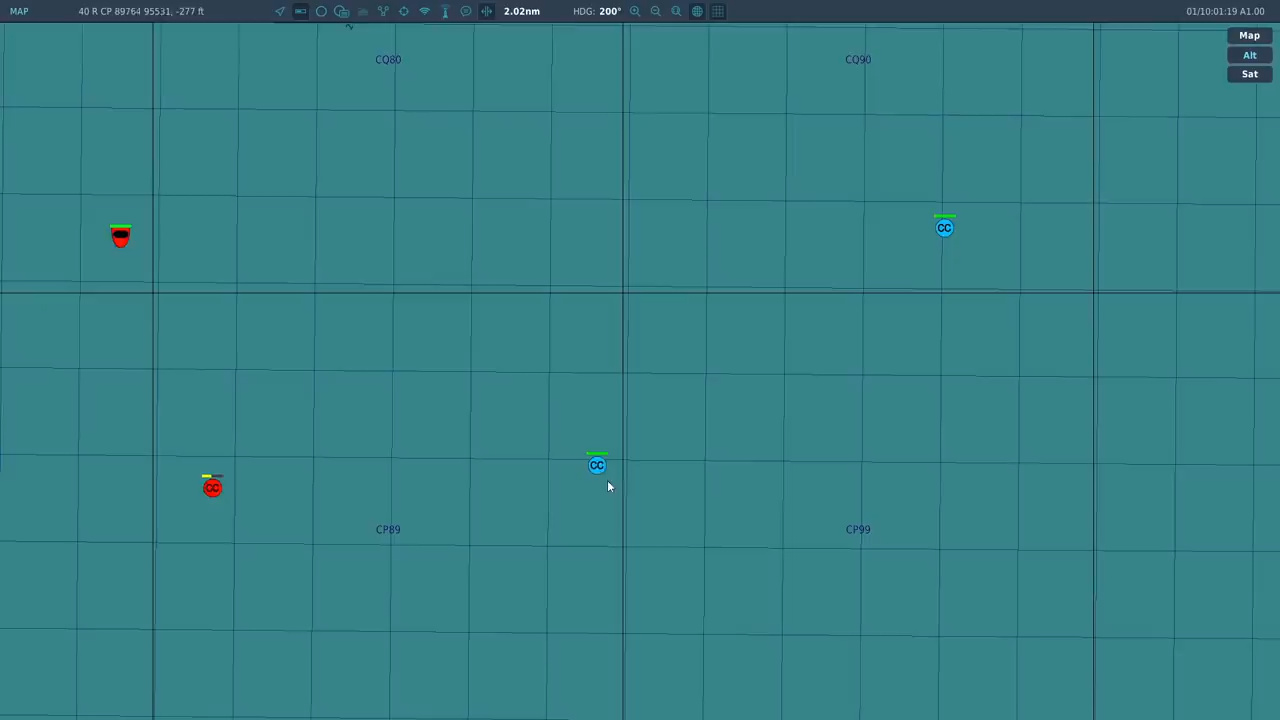 MAP 40 R CP 89764 95531, -277 ft 2.02nm HDG: 200° 01/10:01:19 A1.00
Map
Alt
Sat
CQ80 CQ90
CC
CC
CC
CP89 CP99